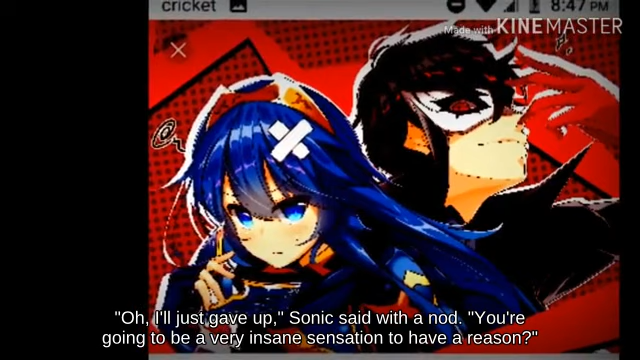 cricket 8:47 PM
Made with KINEMASTER
"Oh, I'll just gave up," Sonic said with a nod. "You're
going to be a very insane sensation to have a reason?"